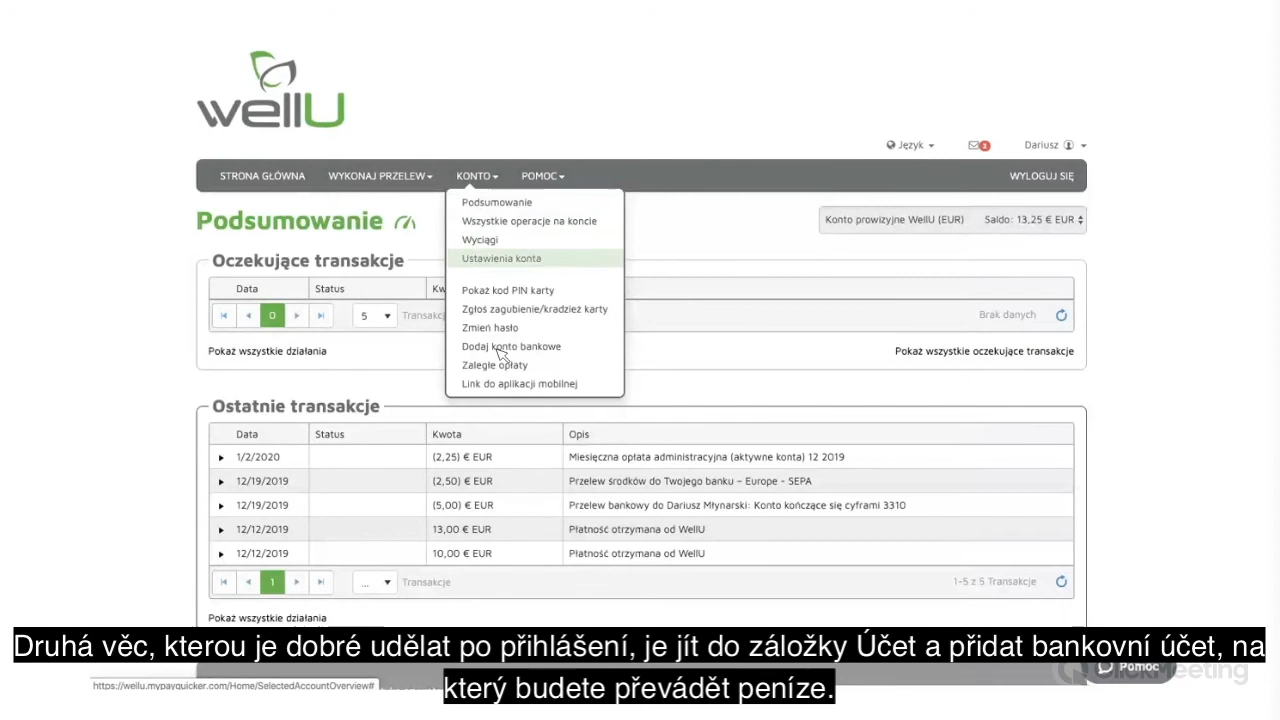 wellU
Język
2
Dariusz
STRONA GŁÓWNA WYKONAJ PRZELEW KONTO POMOC WYLOGUJ SIĘ
Podsumowanie
Konto prowizyjne WellU (EUR) Saldo: 13,25 € EUR
Podsumowanie
Wszystkie operacje na koncie
Wyciągi
Ustawienia konta
Pokaż kod PIN karty
Zgłoś zagubienie/kradzież karty
Zmień hasło
Dodaj konto bankowe
Zaległe opłaty
Link do aplikacji mobilnej
Oczekujące transakcje
Data Status Kw
0 5 Transakcj Brak danych
Pokaż wszystkie działania Pokaż wszystkie oczekujące transakcje
Ostatnie transakcje
Data Status Kwota Opis
1/2/2020 (2,25) € EUR Miesięczna opłata administracyjna (aktywne konta) 12 2019
12/19/2019 (2,50) € EUR Przelew środków do Twojego banku – Europe - SEPA
12/19/2019 (5,00) € EUR Przelew bankowy do Dariusz Młynarski: Konto kończące się cyframi 3310
12/12/2019 13,00 € EUR Płatność otrzymana od WellU
12/12/2019 10,00 € EUR Płatność otrzymana od WellU
1 ... Transakcje 1-5 z 5 Transakcje
Pokaż wszystkie działania
Druhá věc, kterou je dobré udělat po přihlášení, je jít do záložky Účet a přidat bankovní účet, na
který budete převádět peníze.
https://wellu.mypayquicker.com/Home/SelectedAccountOverview#
Pomoc
ClickMeeting